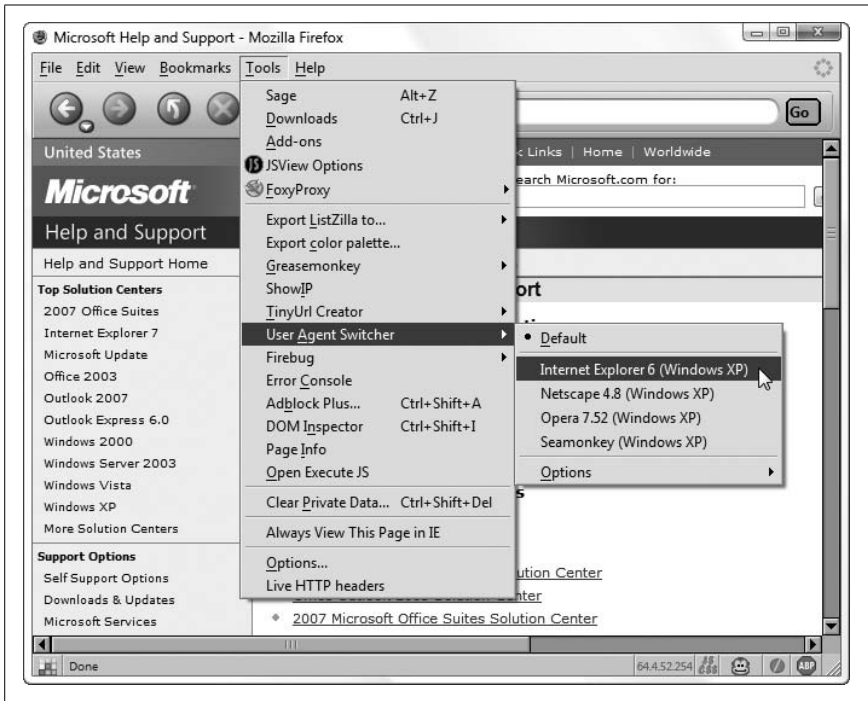 Microsoft Help and Support - Mozilla Firefox
File Edit View Bookmarks Tools Help
Go
United States
Links | Home | Worldwide
Microsoft
earch Microsoft.com for:
Help and Support
Help and Support Home
Top Solution Centers
2007 Office Suites
Internet Explorer 7
Microsoft Update
Office 2003
Outlook 2007
Outlook Express 6.0
Windows 2000
Windows Server 2003
Windows Vista
Windows XP
More Solution Centers
Support Options
Self Support Options
Downloads & Updates
Microsoft Services
Sage Alt+Z
Downloads Ctrl+J
Add-ons
JS JSView Options
FoxyProxy
Export ListZilla to...
Export color palette...
Greasemonkey
ShowIP
TinyUrl Creator
User Agent Switcher
Firebug
Error Console
Adblock Plus... Ctrl+Shift+A
DOM Inspector Ctrl+Shift+I
Page Info
Open Execute JS
Clear Private Data... Ctrl+Shift+Del
Always View This Page in IE
Options...
Live HTTP headers
ort
Default
Internet Explorer 6 (Windows XP)
Netscape 4.8 (Windows XP)
Opera 7.52 (Windows XP)
Seamonkey (Windows XP)
Options
s
ution Center
2007 Microsoft Office Suites Solution Center
Done
64.4.52.254 JS CSS ABP